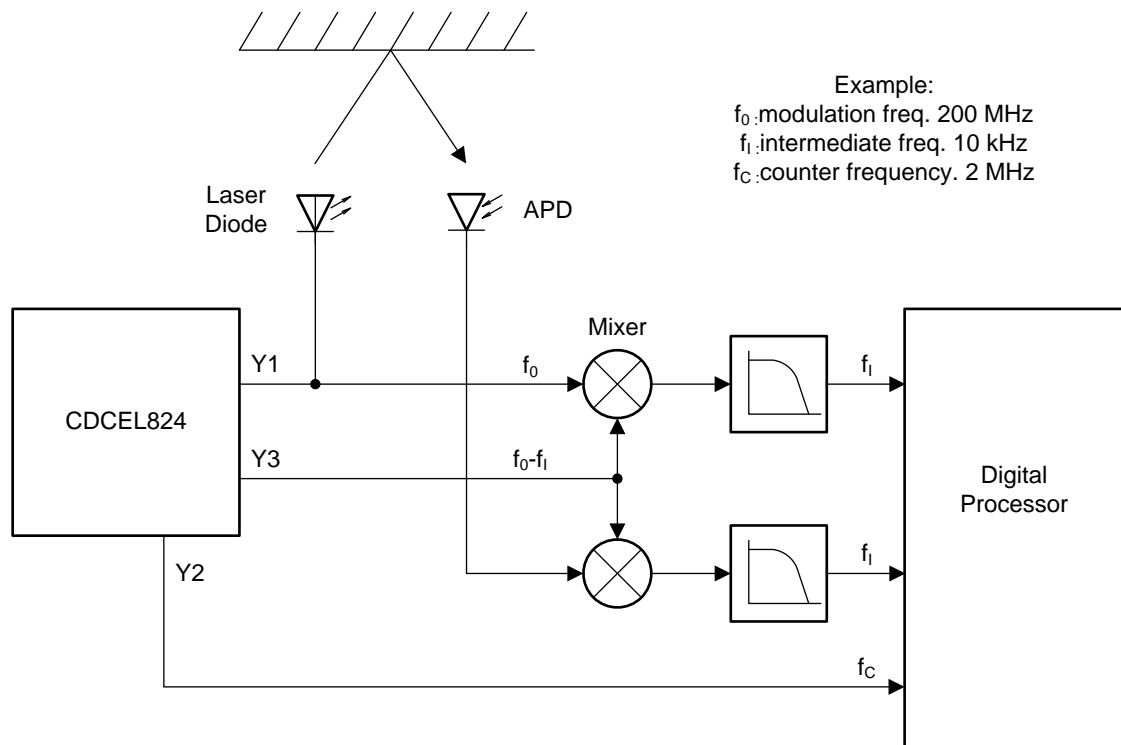 Example:
f₀ :modulation freq. 200 MHz
fI :intermediate freq. 10 kHz
fC :counter frequency. 2 MHz
Laser
Diode
APD
Mixer
Y1
f₀
fI
CDCEL824
Y3
f₀-fI
Digital
Processor
Y2
fI
fC